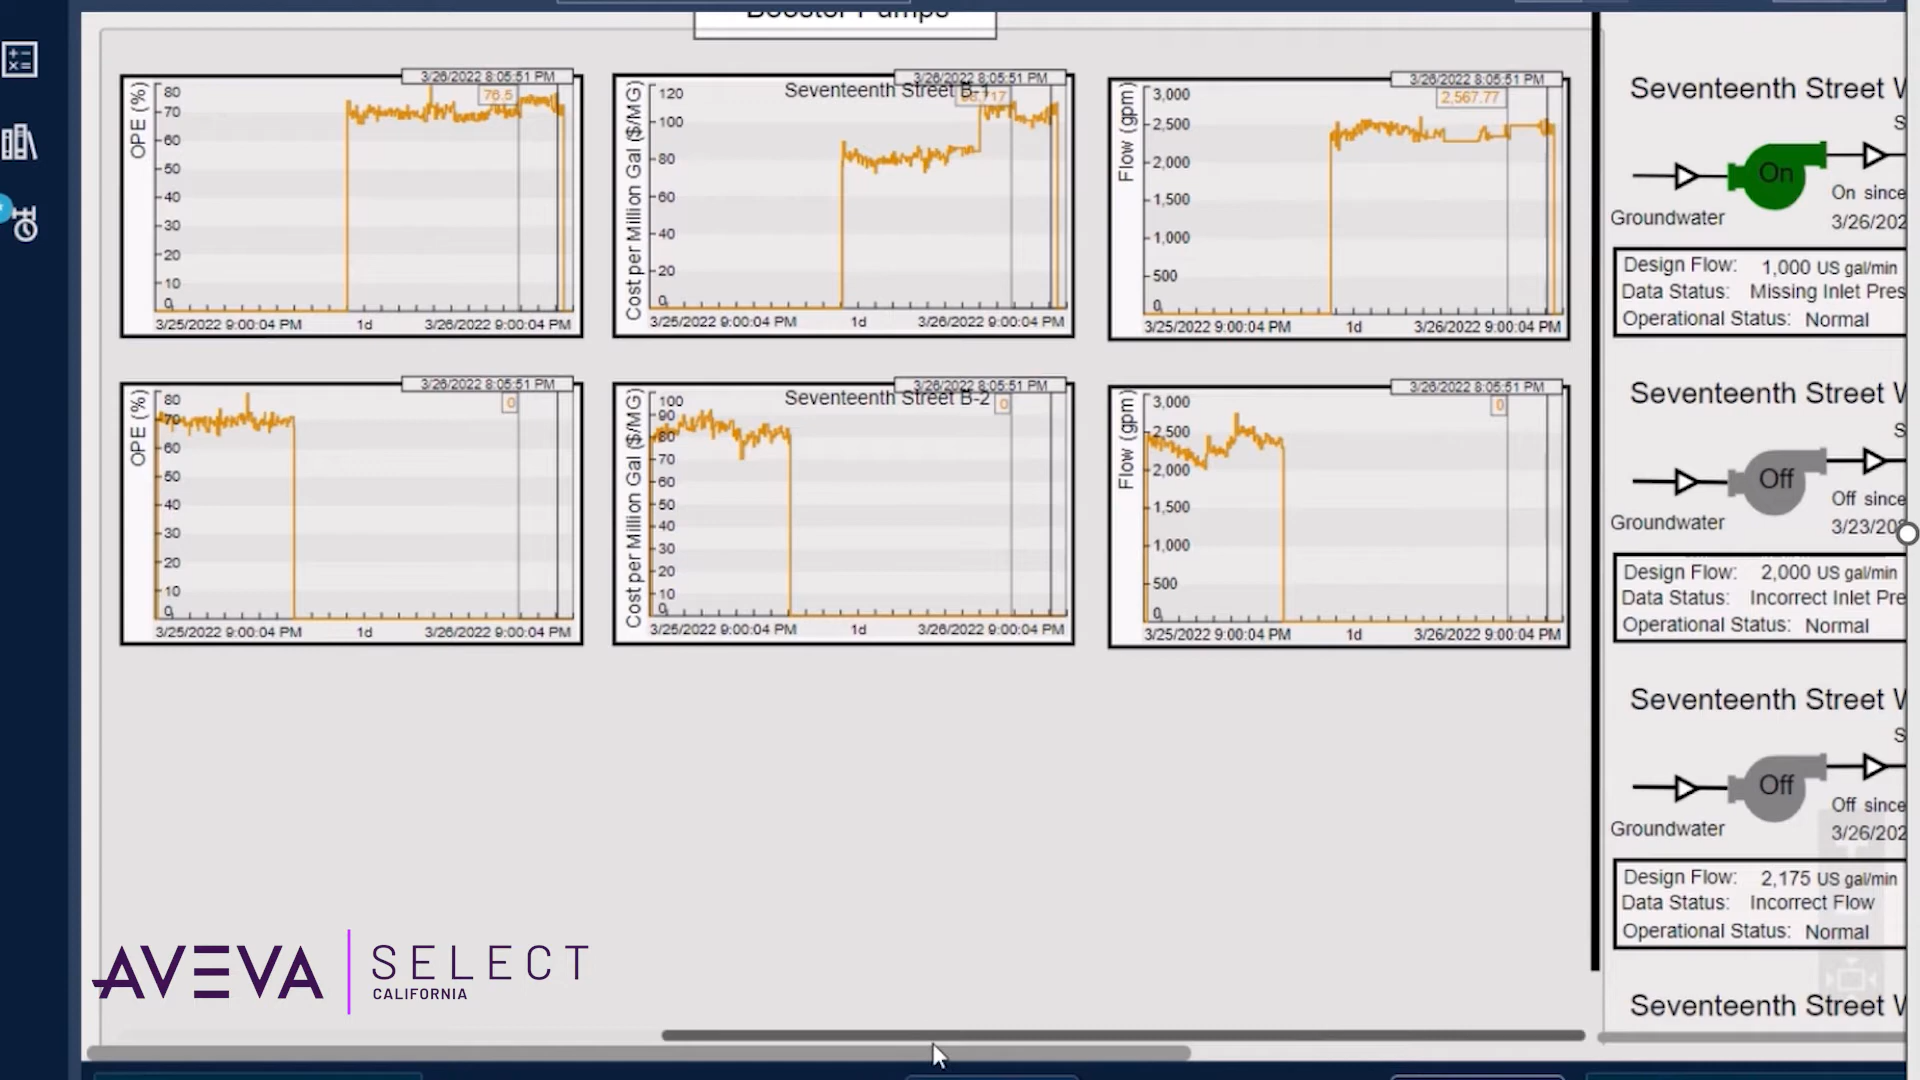 Booster Pumps
3/26/2022 8:05:51 PM
76.5
OPE (%)
80
70
60
50
40
30
20
10
0
3/25/2022 9:00:04 PM 1d 3/26/2022 9:00:04 PM
3/26/2022 8:05:51 PM
Seventeenth Street B-1
Cost per Million Gal ($/MG)
120
100
80
60
40
20
0
3/25/2022 9:00:04 PM 1d 3/26/2022 9:00:04 PM
3/26/2022 8:05:51 PM
2,567.77
Flow (gpm)
3,000
2,500
2,000
1,500
1,000
500
0
3/25/2022 9:00:04 PM 1d 3/26/2022 9:00:04 PM
3/26/2022 8:05:51 PM
0
OPE (%)
80
70
60
50
40
30
20
10
0
3/25/2022 9:00:04 PM 1d 3/26/2022 9:00:04 PM
3/26/2022 8:05:51 PM
Seventeenth Street B-2
0
Cost per Million Gal ($/MG)
100
90
80
70
60
50
40
30
20
10
0
3/25/2022 9:00:04 PM 1d 3/26/2022 9:00:04 PM
3/26/2022 8:05:51 PM
0
Flow (gpm)
3,000
2,500
2,000
1,500
1,000
500
0
3/25/2022 9:00:04 PM 1d 3/26/2022 9:00:04 PM
Seventeenth Street W
S
On
On since
Groundwater
3/26/202
Design Flow: 1,000 US gal/min
Data Status: Missing Inlet Pres
Operational Status: Normal
Seventeenth Street W
S
Off
Off since
Groundwater
3/23/20
Design Flow: 2,000 US gal/min
Data Status: Incorrect Inlet Pre
Operational Status: Normal
Seventeenth Street W
S
Off
Off since
Groundwater
3/26/202
Design Flow: 2,175 US gal/min
Data Status: Incorrect Flow
Operational Status: Normal
Seventeenth Street W
AVEVA SELECT
CALIFORNIA